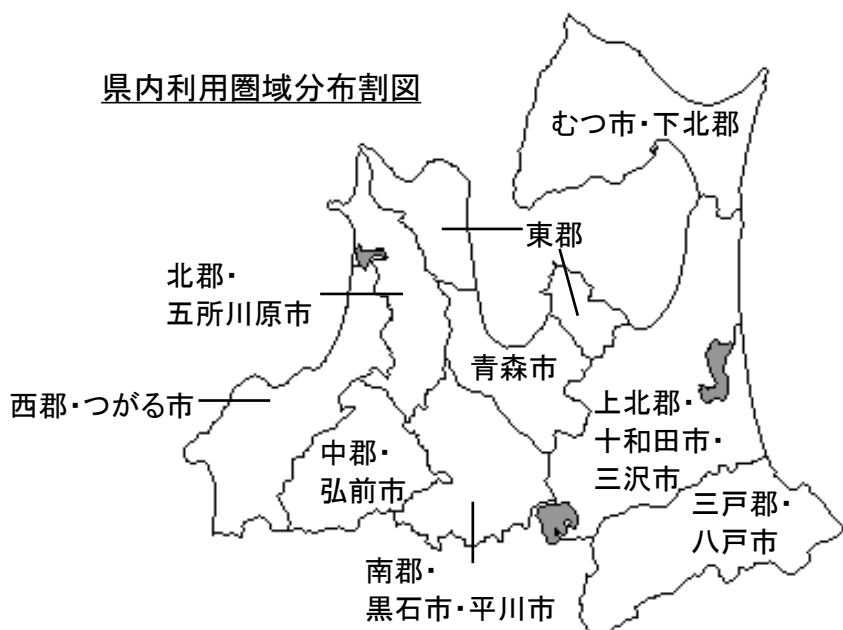 県内利用圏域分布割図
むつ市・下北郡
東郡
北郡・
五所川原市
青森市
西郡・つがる市
上北郡・
十和田市・
三沢市
中郡・
弘前市
三戸郡・
八戸市
南郡・
黒石市・平川市